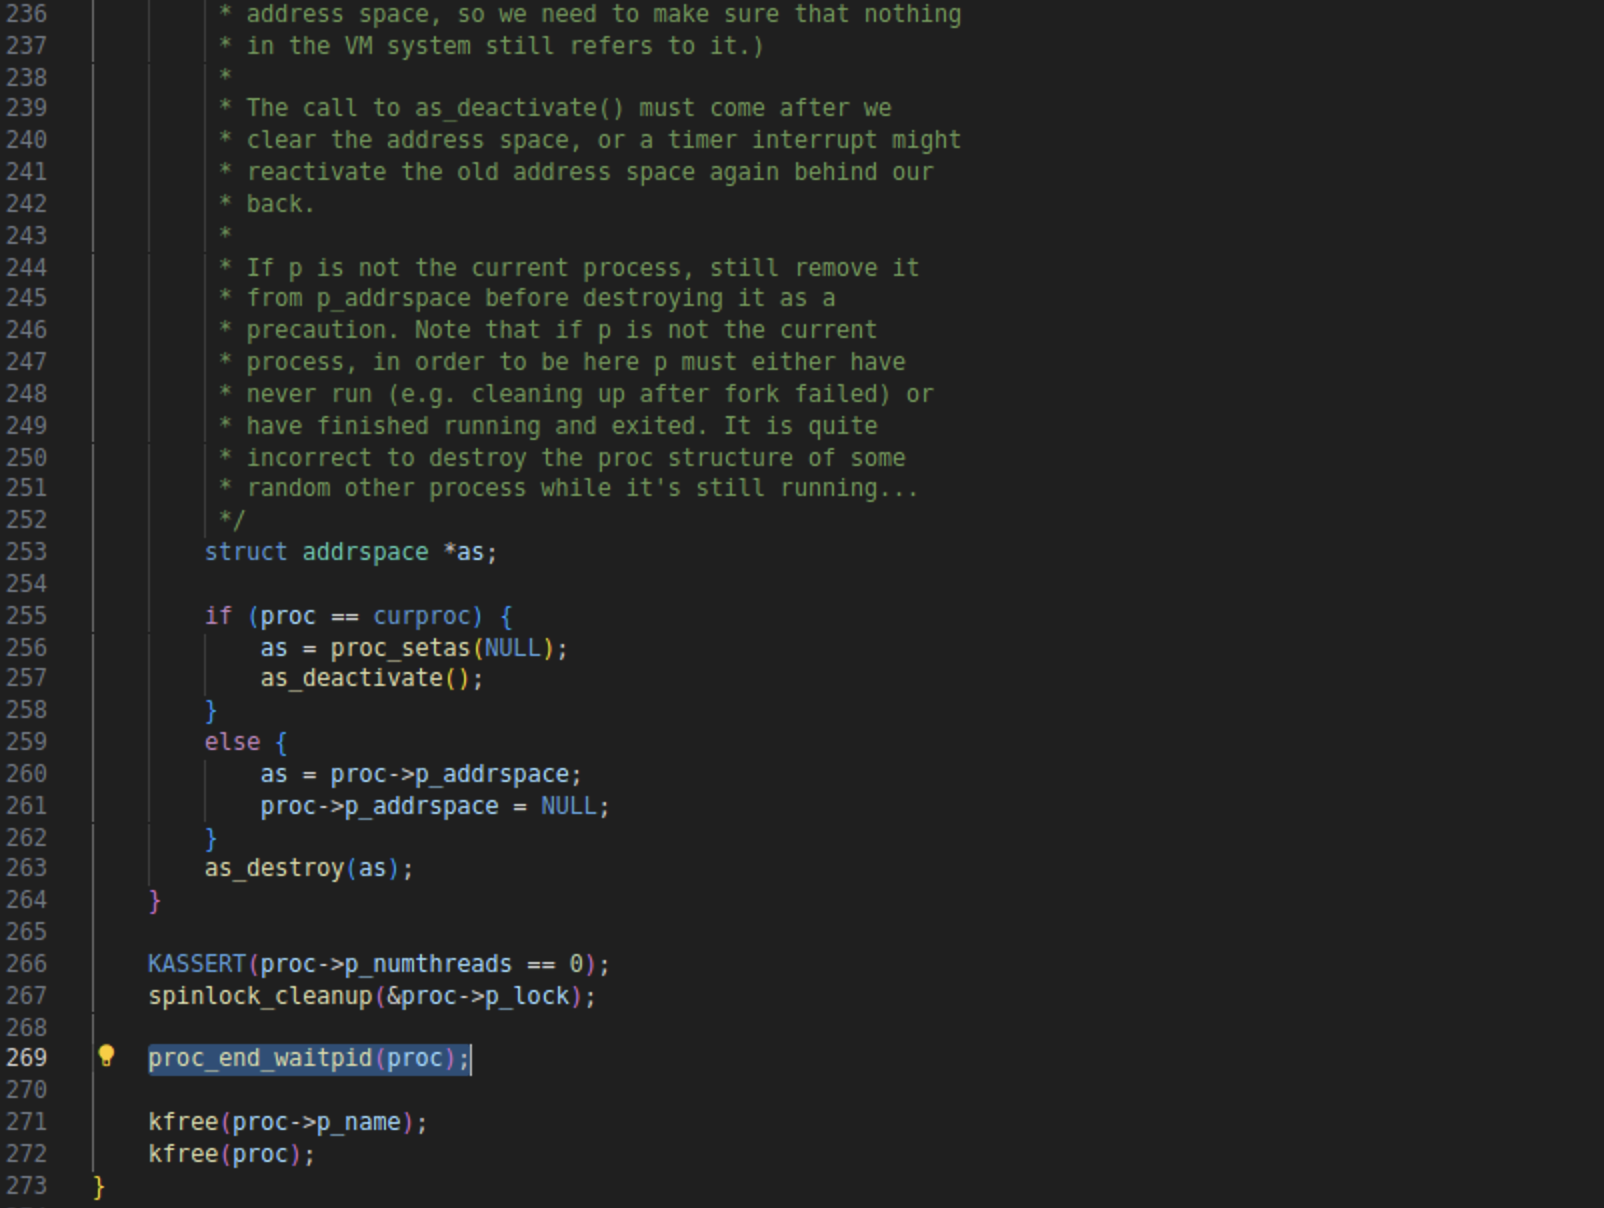 236 * address space, so we need to make sure that nothing
237 * in the VM system still refers to it.)
238 *
239 * The call to as_deactivate() must come after we
240 * clear the address space, or a timer interrupt might
241 * reactivate the old address space again behind our
242 * back.
243 *
244 * If p is not the current process, still remove it
245 * from p_addrspace before destroying it as a
246 * precaution. Note that if p is not the current
247 * process, in order to be here p must either have
248 * never run (e.g. cleaning up after fork failed) or
249 * have finished running and exited. It is quite
250 * incorrect to destroy the proc structure of some
251 * random other process while it's still running...
252 */
253 struct addrspace *as;
254
255 if (proc == curproc) {
256 as = proc_setas(NULL);
257 as_deactivate();
258 }
259 else {
260 as = proc->p_addrspace;
261 proc->p_addrspace = NULL;
262 }
263 as_destroy(as);
264 }
265
266 KASSERT(proc->p_numthreads == 0);
267 spinlock_cleanup(&proc->p_lock);
268
269 proc_end_waitpid(proc);
270
271 kfree(proc->p_name);
272 kfree(proc);
273 }